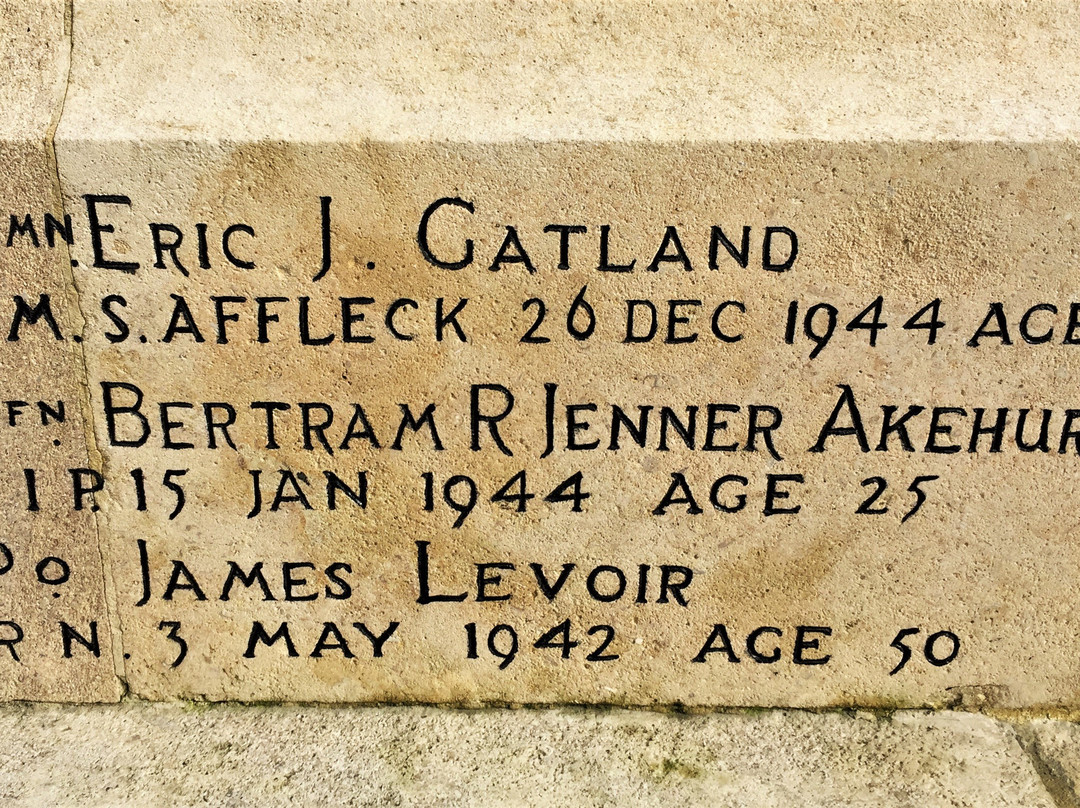 MN. ERIC J. GATLAND
M.S. AFFLECK 26 DEC 1944 AGE
FN. BERTRAM R JENNER AKEHUR
I P. 15 JAN 1944 AGE 25
PO. JAMES LEVOIR
R N. 3 MAY 1942 AGE 50